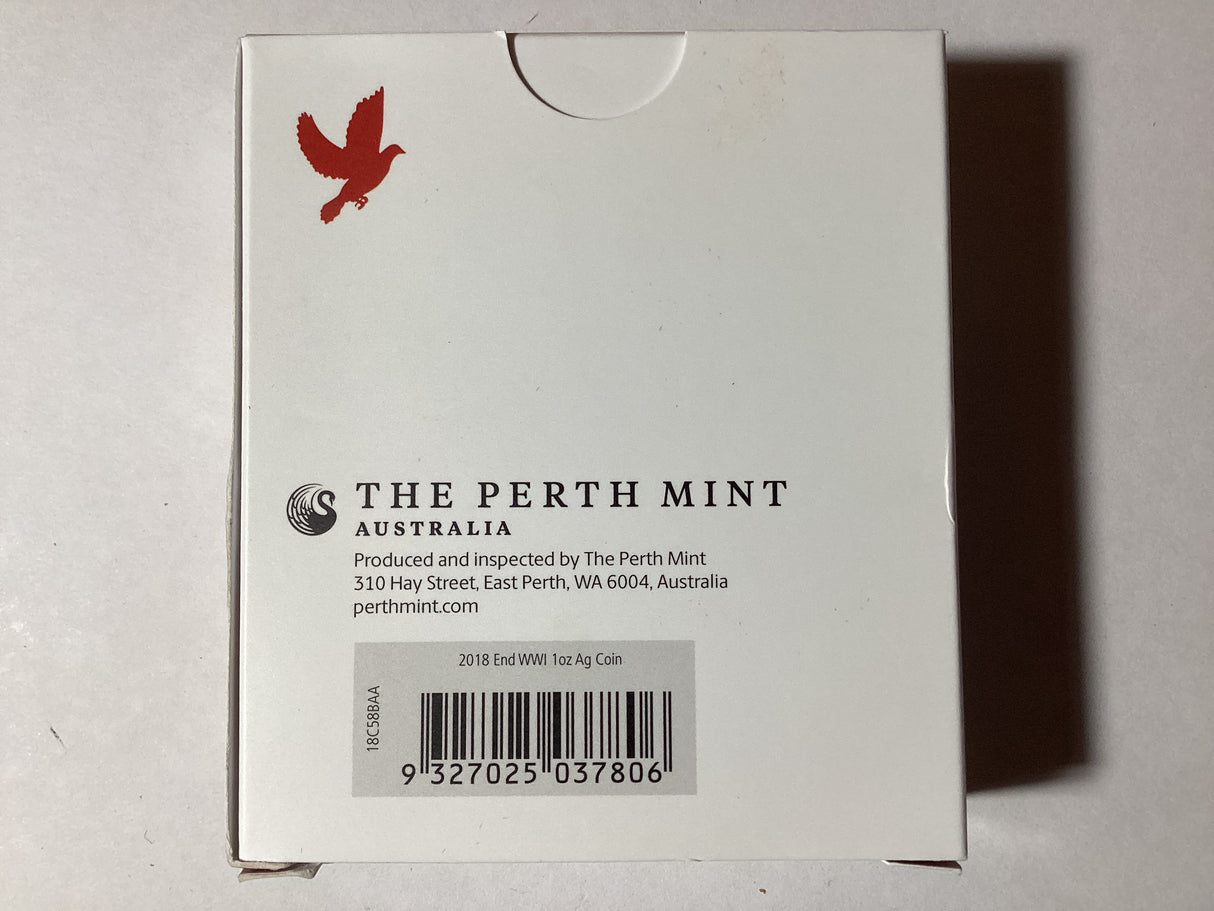 THE PERTH MINT
AUSTRALIA
Produced and inspected by The Perth Mint
310 Hay Street, East Perth, WA 6004, Australia
perthmint.com
2018 End WWI 1oz Ag Coin
18C58BAA
9 327025 037806